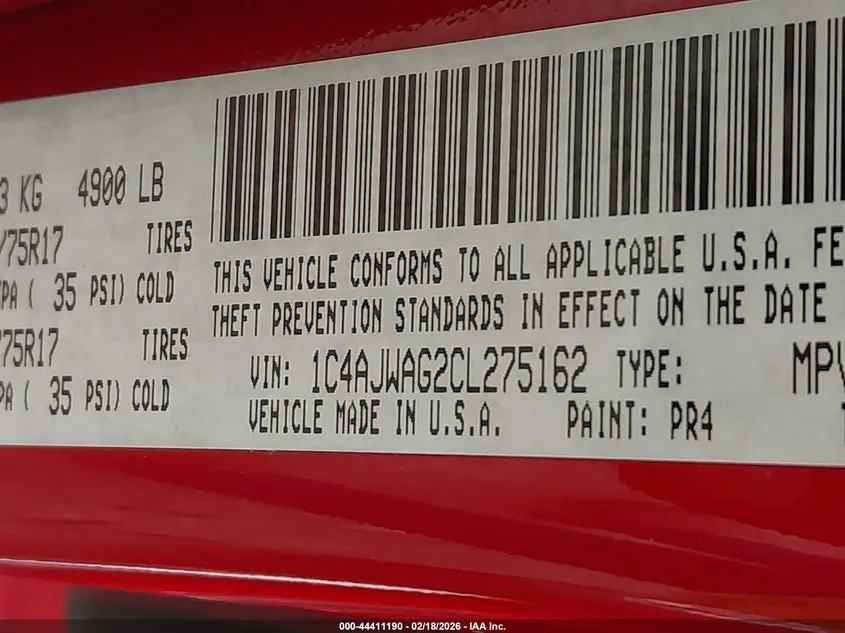 3 KG 4900 LB
/75R17 TIRES
PA ( 35 PSI) COLD
75R17 TIRES
PA ( 35 PSI) COLD
THIS VEHICLE CONFORMS TO ALL APPLICABLE U.S.A. FE
THEFT PREVENTION STANDARDS IN EFFECT ON THE DATE
VIN: 1C4AJWAG2CL275162 TYPE: MPV
VEHICLE MADE IN U.S.A. PAINT: PR4
000-44411190 - 02/18/2026 - IAA Inc.